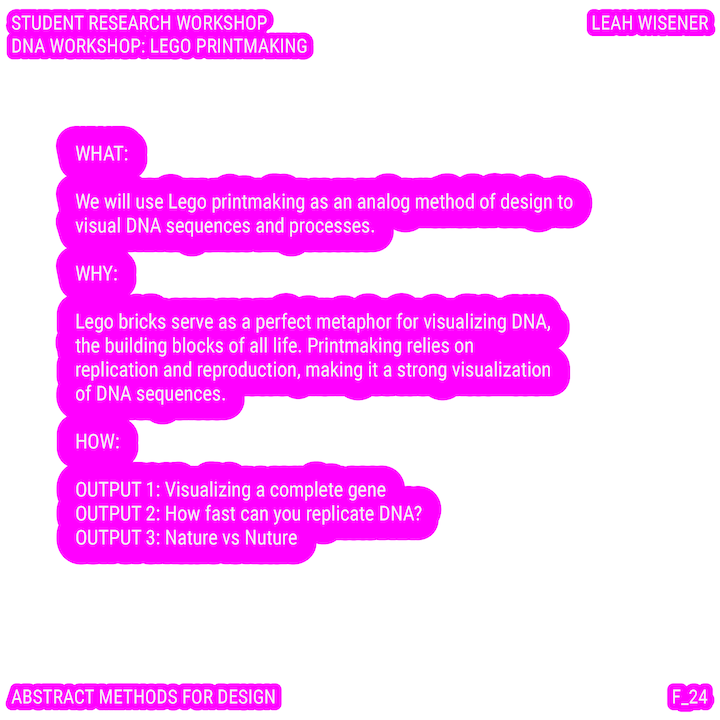 STUDENT RESEARCH WORKSHOP
DNA WORKSHOP: LEGO PRINTMAKING
LEAH WISENER
WHAT:
We will use Lego printmaking as an analog method of design to
visual DNA sequences and processes.
WHY:
Lego bricks serve as a perfect metaphor for visualizing DNA,
the building blocks of all life. Printmaking relies on
replication and reproduction, making it a strong visualization
of DNA sequences.
HOW:
OUTPUT 1: Visualizing a complete gene
OUTPUT 2: How fast can you replicate DNA?
OUTPUT 3: Nature vs Nuture
ABSTRACT METHODS FOR DESIGN
F_24